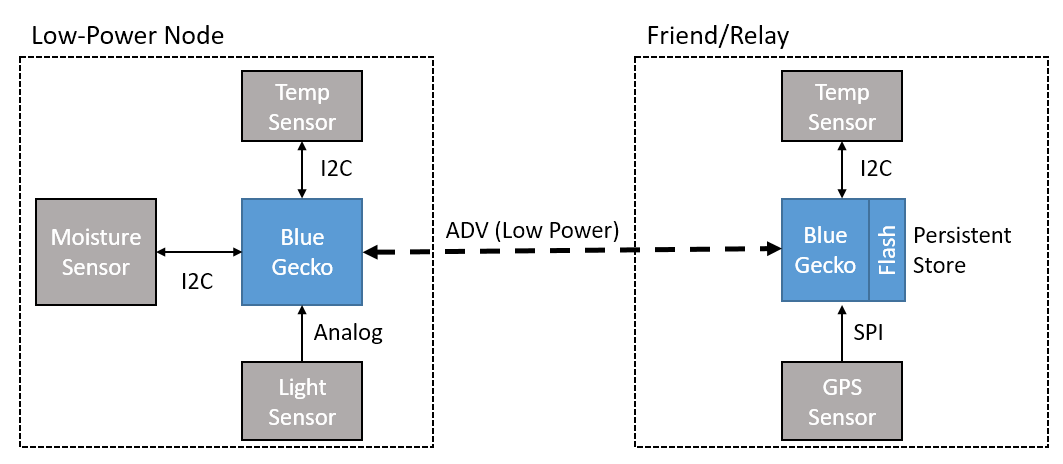 Low-Power Node
Friend/Relay
Temp
Sensor
I2C
Moisture
Sensor
I2C
Blue
Gecko
Analog
Light
Sensor
ADV (Low Power)
Temp
Sensor
I2C
Blue
Gecko
Flash
Persistent
Store
SPI
GPS
Sensor